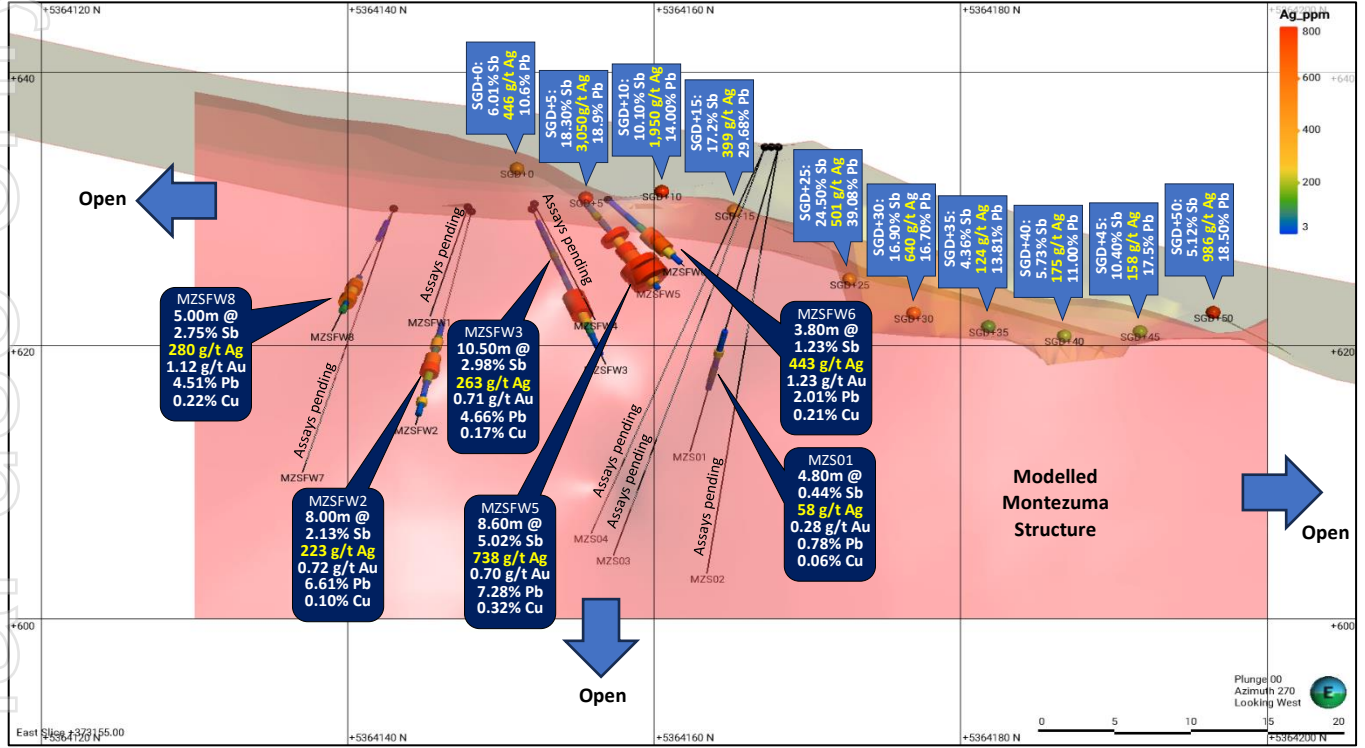 +5364120 N
+5364140 N
+5364160 N
+5364180 N
+5364200 N
Ag_ppm
800
600
400
200
3
+640
+640
SGD+0:
6.01% Sb
446 g/t Ag
10.6% Pb
SGD+5:
18.30% Sb
3,050g/t Ag
18.9% Pb
SGD+10:
10.10% Sb
1,950 g/t Ag
14.00% Pb
SGD+15:
17.2% Sb
399 g/t Ag
29.68% Pb
SGD+25:
24.50% Sb
501 g/t Ag
39.08% Pb
SGD+30:
16.90% Sb
640 g/t Ag
16.70% Pb
SGD+35:
4.36% Sb
124 g/t Ag
13.81% Pb
SGD+40:
5.73% Sb
175 g/t Ag
11.00% Pb
SGD+45:
10.40% Sb
158 g/t Ag
17.5% Pb
SGD+50:
5.12% Sb
986 g/t Ag
18.50% Pb
Open
SGD+0
SGD+5
SGD+10
SGD+15
SGD+25
SGD+30
SGD+35
SGD+40
SGD+45
SGD+50
Assays pending
Assays pending
MZSFW5
MZSFW1
MZSFW4
MZSFW8
MZSFW3
+620
+620
MZSFW8
5.00m @
2.75% Sb
280 g/t Ag
1.12 g/t Au
4.51% Pb
0.22% Cu
MZSFW3
10.50m @
2.98% Sb
263 g/t Ag
0.71 g/t Au
4.66% Pb
0.17% Cu
MZSFW6
3.80m @
1.23% Sb
443 g/t Ag
1.23 g/t Au
2.01% Pb
0.21% Cu
Assays pending
MZSFW2
MZSFW7
MZS01
Assays pending
Assays pending
Assays pending
MZS04
MZS03
MZS02
MZSFW2
8.00m @
2.13% Sb
223 g/t Ag
0.72 g/t Au
6.61% Pb
0.10% Cu
MZSFW5
8.60m @
5.02% Sb
738 g/t Ag
0.70 g/t Au
7.28% Pb
0.32% Cu
MZS01
4.80m @
0.44% Sb
58 g/t Ag
0.28 g/t Au
0.78% Pb
0.06% Cu
Modelled
Montezuma
Structure
Open
+600
+600
Open
Plunge 00
Azimuth 270
Looking West
E
0
5
10
15
20
East Slice +373155.00
+5364120 N
+5364140 N
+5364160 N
+5364180 N
+5364200 N